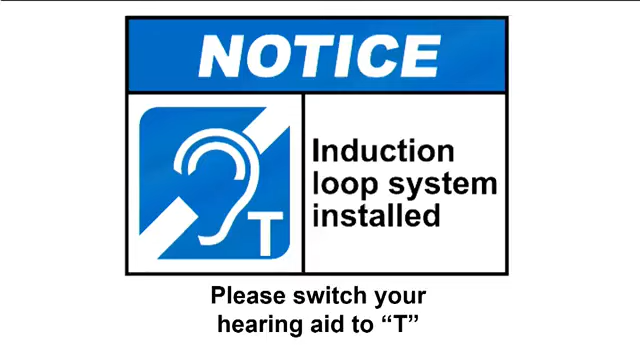 NOTICE
T
Induction
loop system
installed
Please switch your
hearing aid to “T”